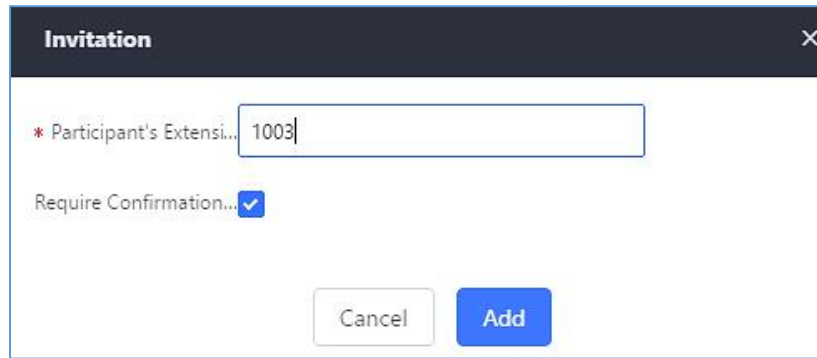 Invitation
* Participant's Extensi... 1003
Require Confirmation...
Cancel Add